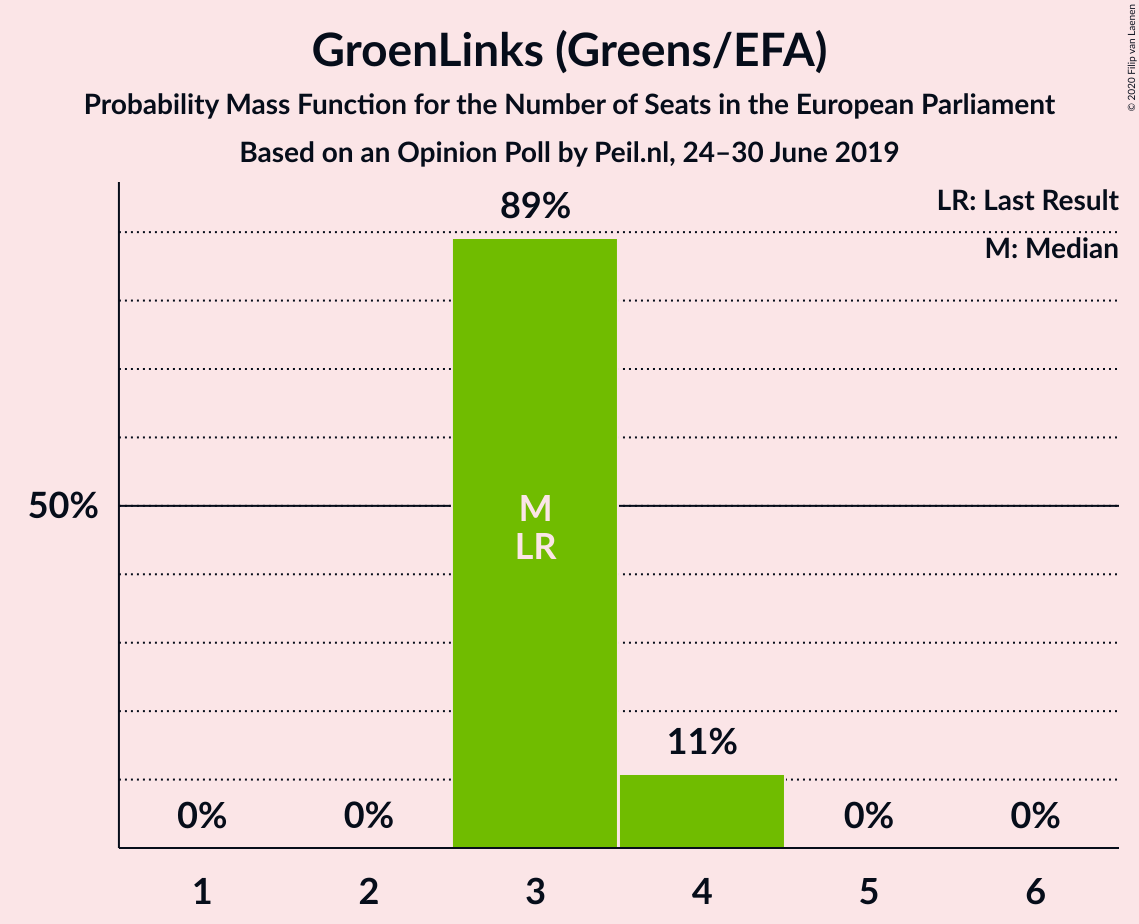 GroenLinks (Greens/EFA)
Probability Mass Function for the Number of Seats in the European Parliament
Based on an Opinion Poll by Peil.nl, 24–30 June 2019
© 2020 Filip van Laenen
LR: Last Result
M: Median
89%
50%
M
LR
11%
0%
0%
0%
0%
1
2
3
4
5
6